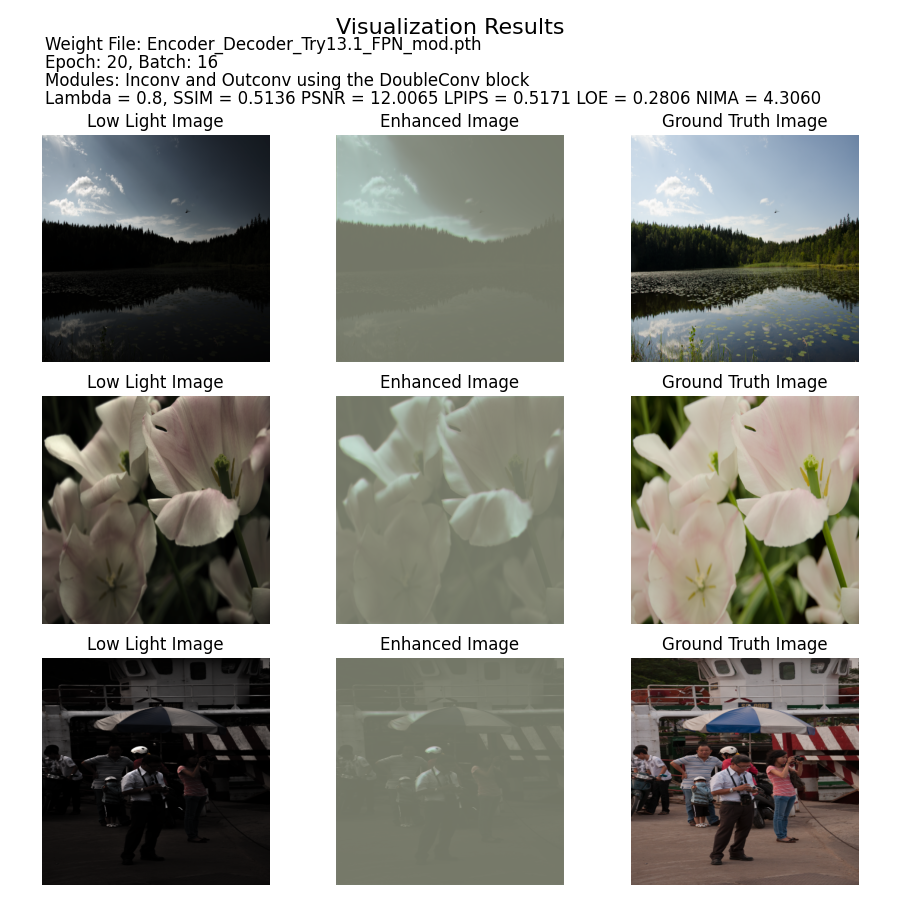 Visualization Results
Weight File: Encoder_Decoder_Try13.1_FPN_mod.pth
Epoch: 20, Batch: 16
Modules: Inconv and Outconv using the DoubleConv block
Lambda = 0.8, SSIM = 0.5136 PSNR = 12.0065 LPIPS = 0.5171 LOE = 0.2806 NIMA = 4.3060
Low Light Image Enhanced Image Ground Truth Image
Low Light Image Enhanced Image Ground Truth Image
Low Light Image Enhanced Image Ground Truth Image